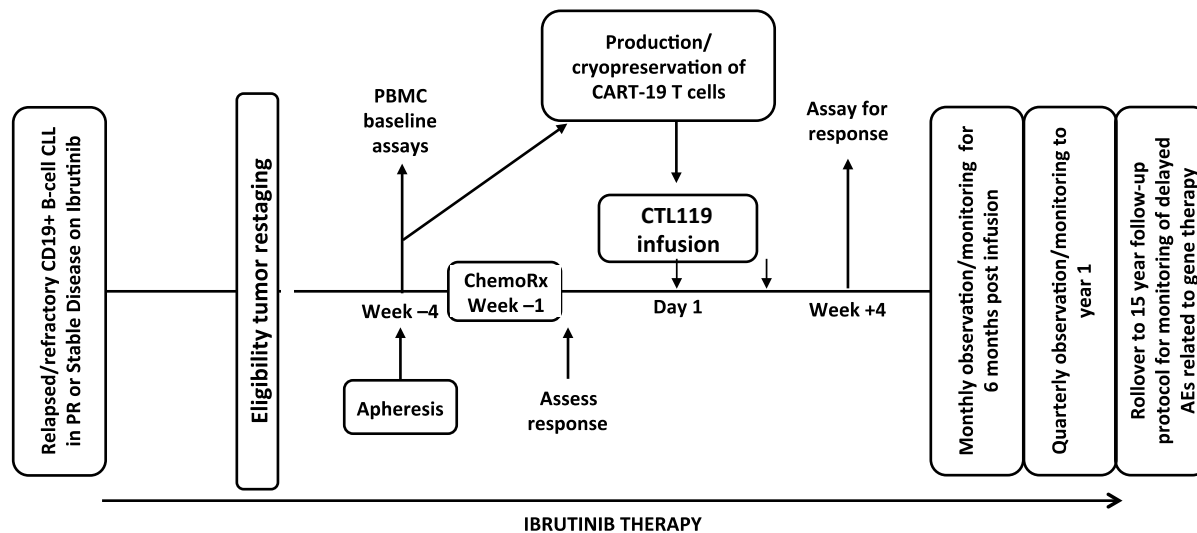 Relapsed/refractory CD19+ B-cell CLL
in PR or Stable Disease on Ibrutinib
Eligibility tumor restaging
PBMC
baseline
assays
Week –4
Apheresis
ChemoRx
Week –1
Assess
response
Production/
cryopreservation of
CART-19 T cells
CTL119
infusion
Day 1
Assay for
response
Week +4
Monthly observation/monitoring for
6 months post infusion
Quarterly observation/monitoring to
year 1
Rollover to 15 year follow-up
protocol for monitoring of delayed
AEs related to gene therapy
IBRUTINIB THERAPY